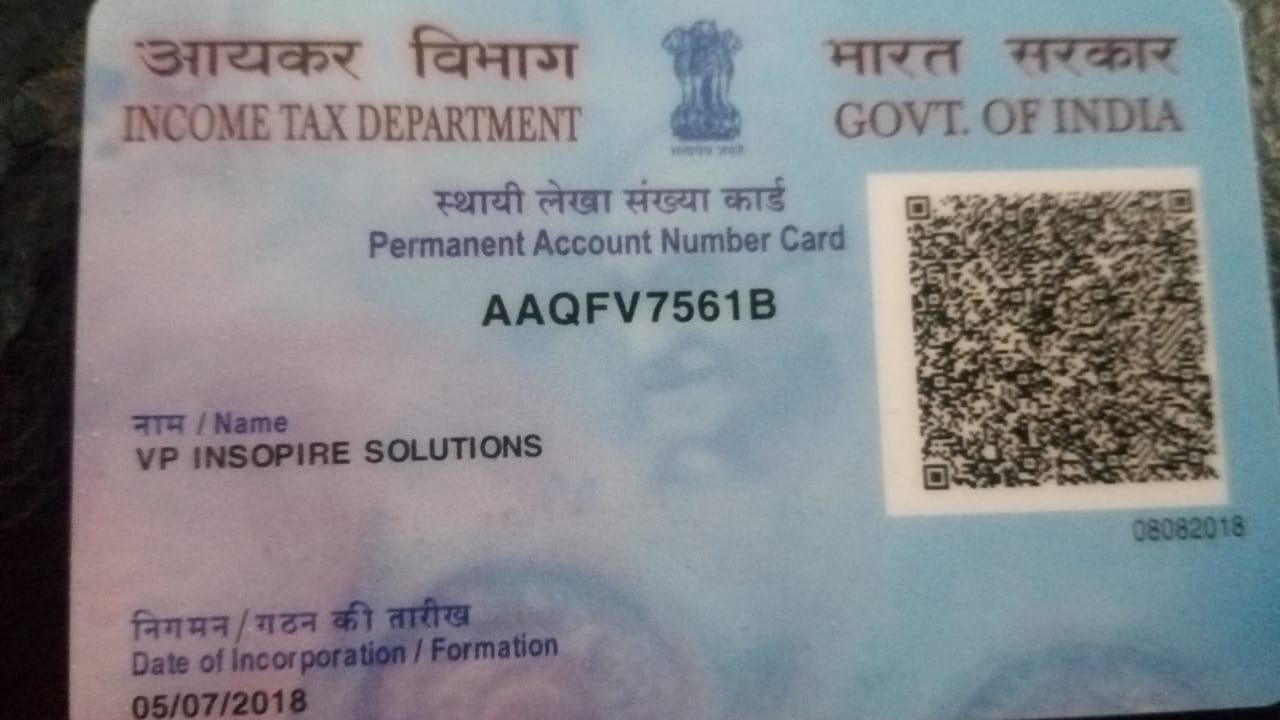 आयकर विभाग
INCOME TAX DEPARTMENT
सत्यमेव जयते
भारत सरकार
GOVT. OF INDIA
स्थायी लेखा संख्या कार्ड
Permanent Account Number Card
AAQFV7561B
नाम / Name
VP INSOPIRE SOLUTIONS
08082018
निगमन/गठन की तारीख
Date of Incorporation / Formation
05/07/2018